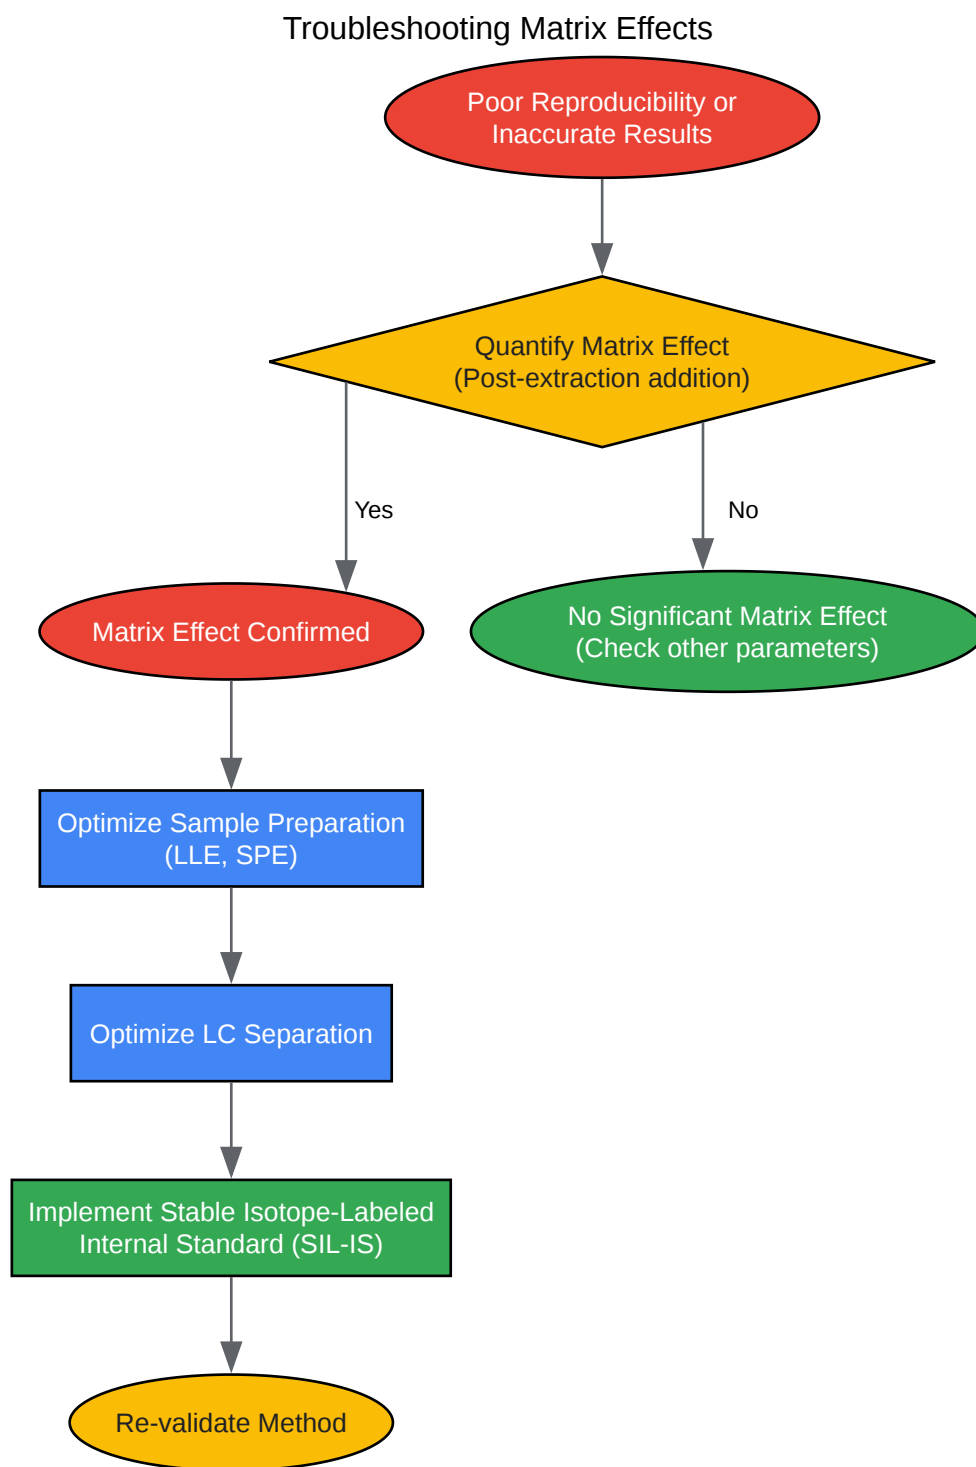 Troubleshooting Matrix Effects
Poor Reproducibility or
Inaccurate Results
Quantify Matrix Effect
(Post-extraction addition)
Yes
No
Matrix Effect Confirmed
No Significant Matrix Effect
(Check other parameters)
Optimize Sample Preparation
(LLE, SPE)
Optimize LC Separation
Implement Stable Isotope-Labeled
Internal Standard (SIL-IS)
Re-validate Method